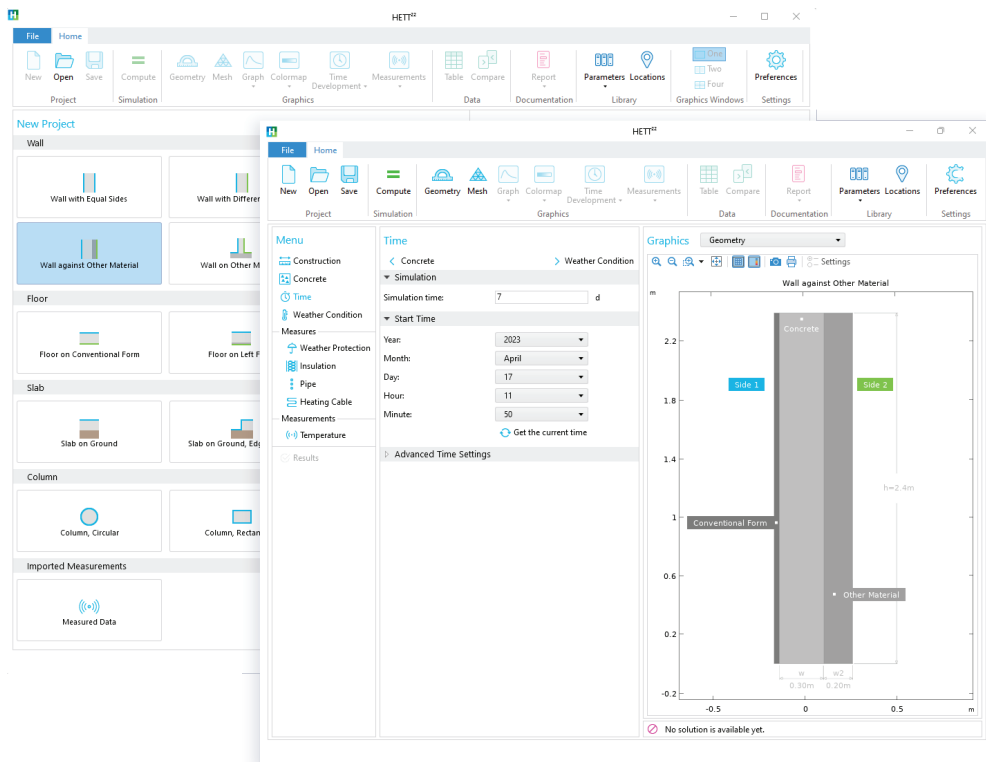 HETT²²
File Home
New Open Save Compute Geometry Mesh Graph Colormap Time Development Measurements Table Compare Report Parameters Locations One Two Four Preferences
Project Simulation Graphics Data Documentation Library Graphics Windows Settings
New Project
Wall
Wall with Equal Sides
Wall with Differen
Wall against Other Material
Wall on Other M
Floor
Floor on Conventional Form
Floor on Left F
Slab
Slab on Ground
Slab on Ground, Edg
Column
Column, Circular
Column, Rectan
Imported Measurements
Measured Data
HETT²²
File Home
New Open Save Compute Geometry Mesh Graph Colormap Time Development Measurements Table Compare Report Parameters Locations Preferences
Project Simulation Graphics Data Documentation Library Settings
Menu
Construction
Concrete
Time
Weather Condition
Measures
Weather Protection
Insulation
Pipe
Heating Cable
Measurements
Temperature
Results
Time
< Concrete > Weather Condition
Simulation
Simulation time: 7 d
Start Time
Year: 2023
Month: April
Day: 17
Hour: 11
Minute: 50
Get the current time
Advanced Time Settings
Graphics Geometry
Settings
Wall against Other Material
m
Concrete
2.2
Side 1 Side 2
1.8
1.4
h=2.4m
1
Conventional Form
0.6
Other Material
0.2
w w2
0.30m 0.20m
-0.2
-0.5 0 0.5 m
No solution is available yet.